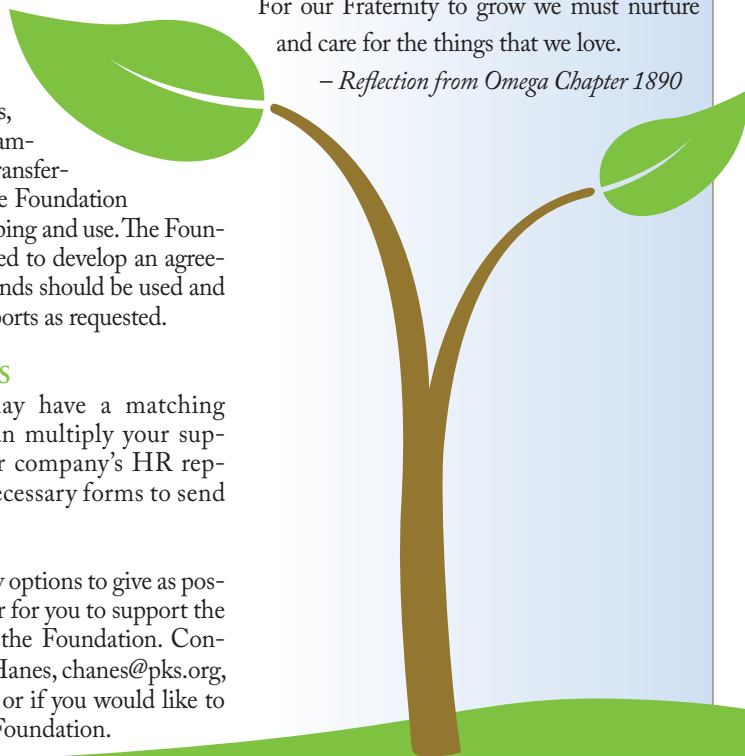 For our Fraternity to grow we must nurture
and care for the things that we love.
– Reflection from Omega Chapter 1890
s,
am-
ransfer-
e Foundation
ping and use. The Foun-
ed to develop an agree-
nds should be used and
orts as requested.
s
ay have a matching
n multiply your sup-
r company’s HR rep-
ecessary forms to send
y options to give as pos-
r for you to support the
the Foundation. Con-
Hanes, chanes@pks.org,
or if you would like to
Foundation.